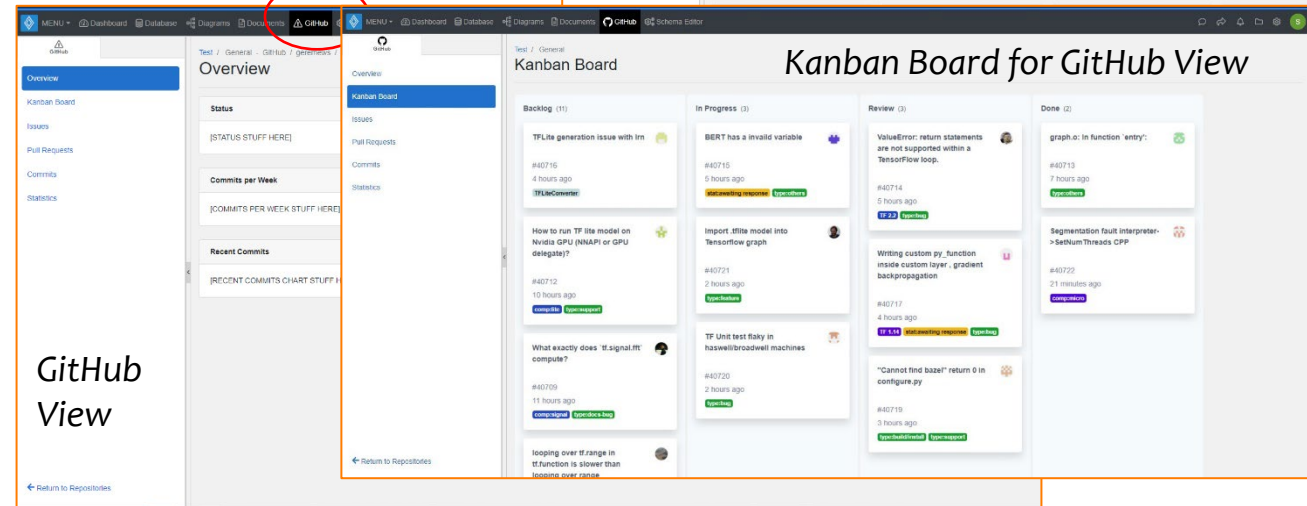 MENU Dashboard Database Diagrams Documents GitHub
GitHub
Overview
Kanban Board
Issues
Pull Requests
Commits
Statistics
Return to Repositories
Test / General - GitHub /
Overview
Status
[STATUS STUFF HERE]
Commits per Week
[COMMITS PER WEEK STUFF HERE]
Recent Commits
[RECENT COMMITS CHART STUFF
GitHub
View
MENU Dashboard Database Diagrams Documents GitHub Schema Editor
S
GitHub
Overview
Kanban Board
Issues
Pull Requests
Commits
Statistics
Return to Repositories
Test / General
Kanban Board
Kanban Board for GitHub View
Backlog (11)
TFLite generation issue with lrn
#40716
4 hours ago
TFLiteConverter
How to run TF lite model on
Nvidia GPU (NNAPI or GPU
delegate)?
#40712
10 hours ago
comp:lite type:support
What exactly does `tf.signal.fft`
compute?
#40709
11 hours ago
comp:signal type:docs-bug
looping over tf.range in
tf.function is slower than
looping over range
In Progress (3)
BERT has a invaild variable
#40715
5 hours ago
stat:awaiting response type:others
Import .tflite model into
Tensorflow graph
#40721
2 hours ago
type:feature
TF Unit test flaky in
haswell/broadwell machines
#40720
2 hours ago
type:bug
Review (3)
ValueError: return statements
are not supported within a
TensorFlow loop.
#40714
5 hours ago
TF 2.2 type:bug
Writing custom py_function
inside custom layer , gradient
backpropagation
U
#40717
4 hours ago
TF 1.14 stat:awaiting response type:bug
"Cannot find bazel" return 0 in
configure.py
#40719
3 hours ago
type:build/install type:support
Done (2)
graph.o: In function `entry':
#40713
7 hours ago
type:others
Segmentation fault interpreter-
>SetNumThreads CPP
#40722
21 minutes ago
comp:micro